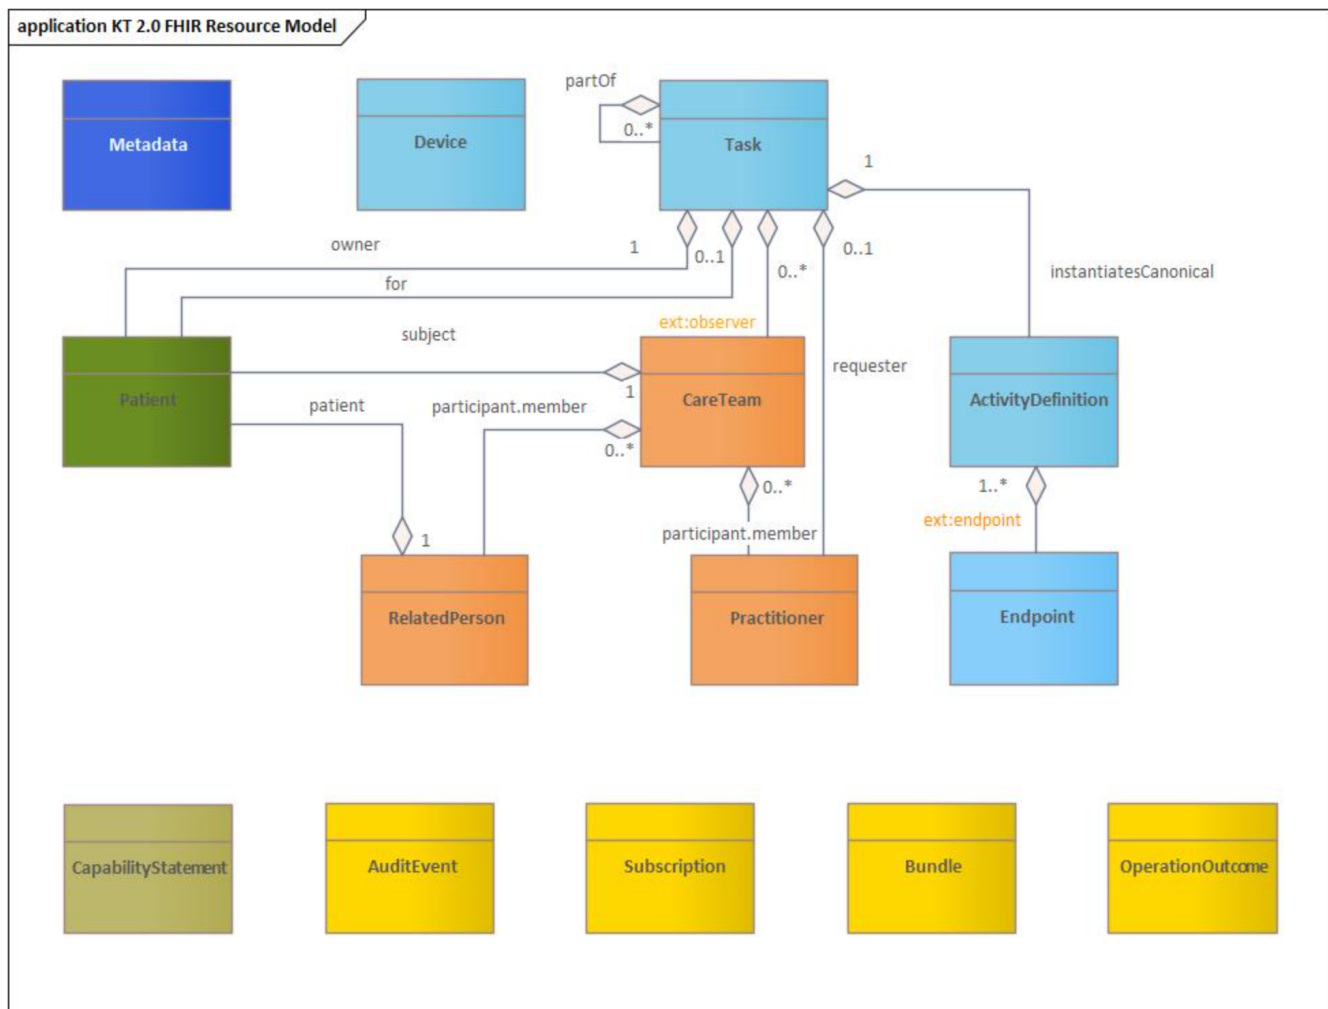 application KT 2.0 FHIR Resource Model
partOf
0..*
Metadata
Device
Task
1
owner
1
0..1
0..*
0..1
for
instantiatesCanonical
ext:observer
subject
requester
1
Patient
patient
participant.member
CareTeam
ActivityDefinition
0..*
0..*
1..*
ext:endpoint
participant.member
1
RelatedPerson
Practitioner
Endpoint
CapabilityStatement
AuditEvent
Subscription
Bundle
OperationOutcome